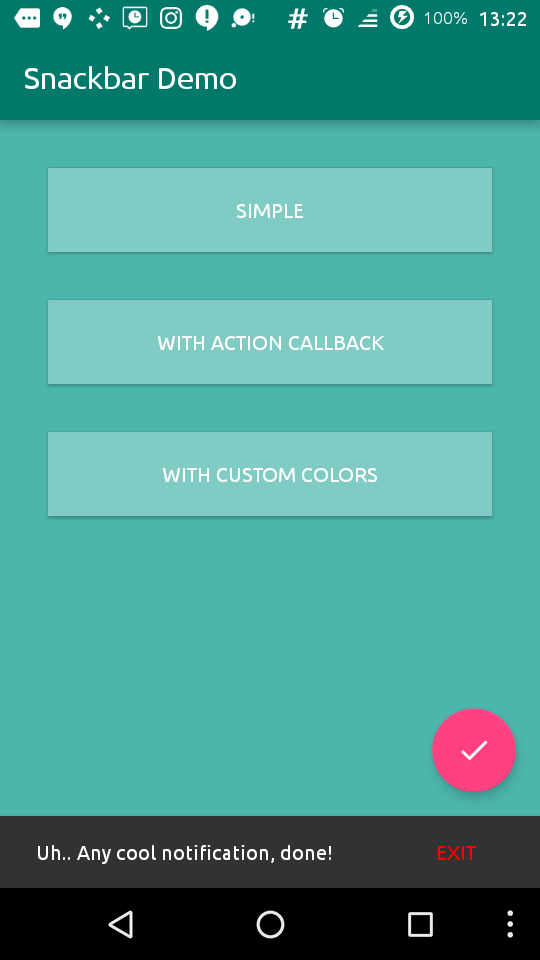 100% 13:22
Snackbar Demo
SIMPLE
WITH ACTION CALLBACK
WITH CUSTOM COLORS
Uh.. Any cool notification, done! EXIT